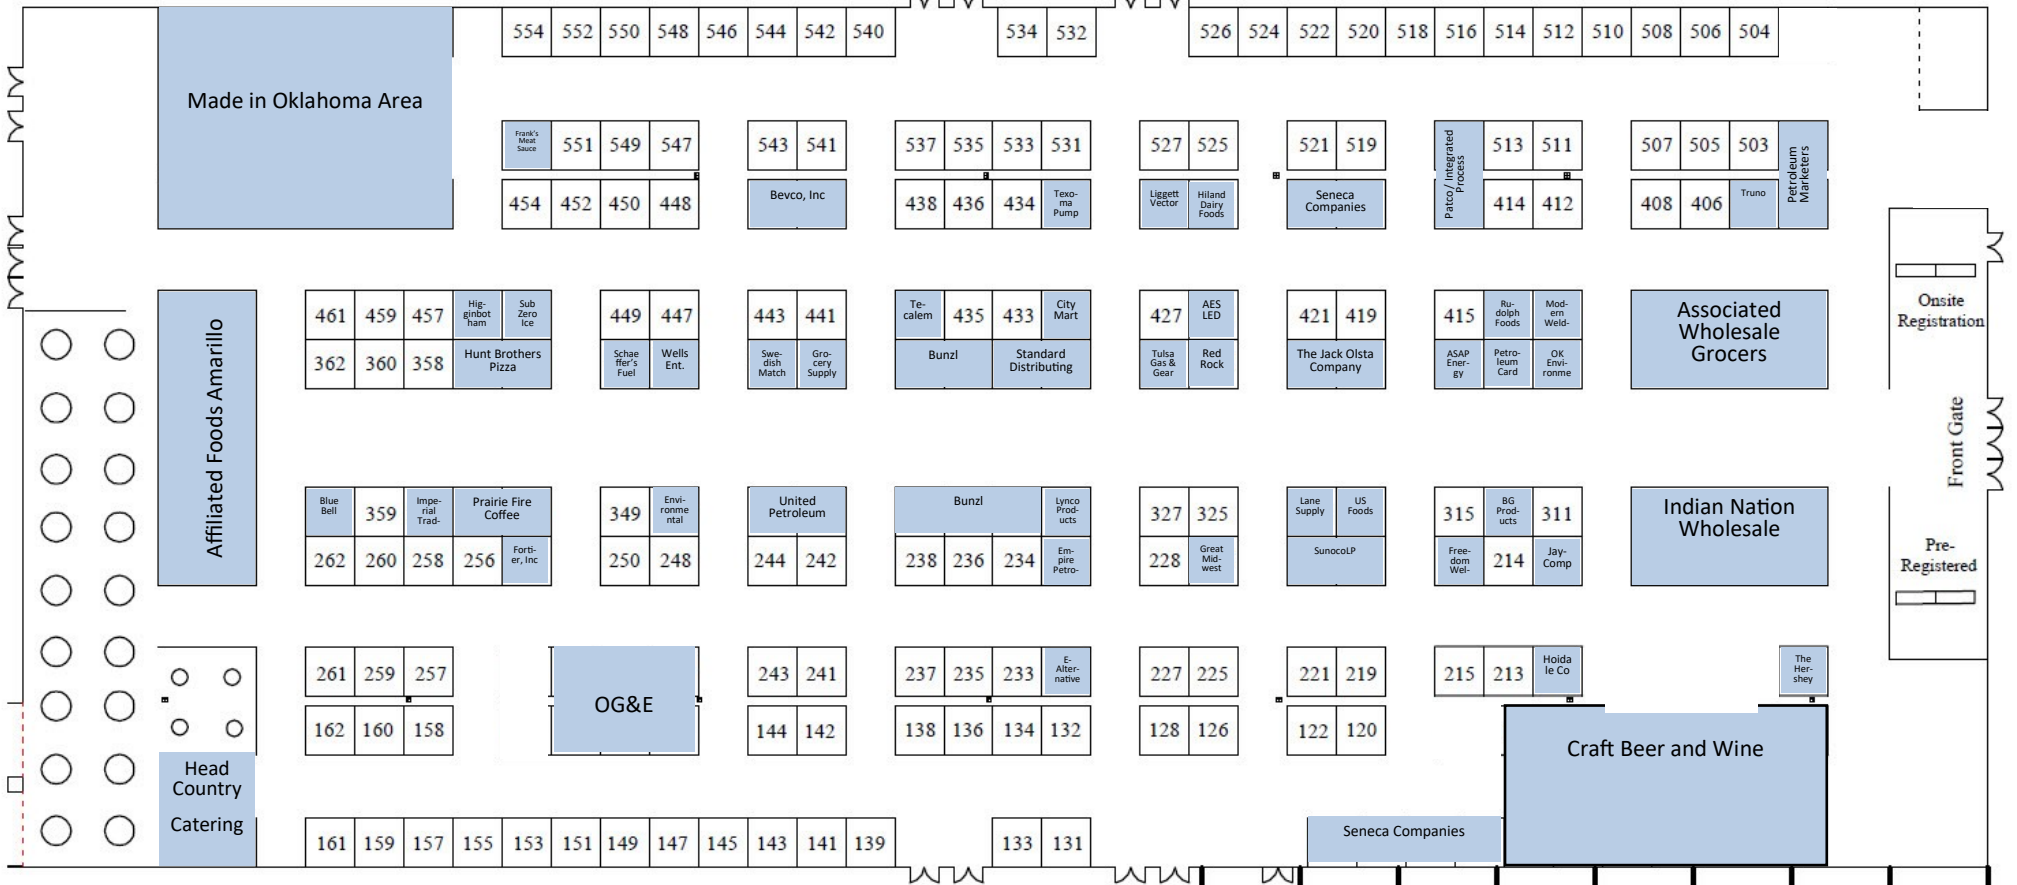 554 552 550 548 546 544 542 540 534 532 526 524 522 520 518 516 514 512 510 508 506 504
Made in Oklahoma Area
Frank's
Meat
Sauce
551 549 547 543 541 537 535 533 531 527 525 521 519
Patco / Integrated
Process
513 511 507 505 503
Petroleum
Marketers
454 452 450 448
Bevco, Inc
438 436 434
Texo-
ma
Pump
Liggett
Vector
Hiland
Dairy
Foods
Seneca
Companies
414 412 408 406
Truno
Onsite
Registration
Affiliated Foods Amarillo
461 459 457
Hig-
ginbot
ham
Sub
Zero
Ice
449 447 443 441
Te-
calem
435 433
City
Mart
427
AES
LED
421 419 415
Ru-
dolph
Foods
Mod-
ern
Weld-
Associated
Wholesale
Grocers
362 360 358
Hunt Brothers
Pizza
Schae
ffer's
Fuel
Wells
Ent.
Swe-
dish
Match
Gro-
cery
Supply
Bunzl
Standard
Distributing
Tulsa
Gas &
Gear
Red
Rock
The Jack Olsta
Company
ASAP
Ener-
gy
Petro-
leum
Card
OK
Envi-
ronme
Front Gate
Blue
Bell
359
Impe-
rial
Trad-
Prairie Fire
Coffee
349
Envi-
ronme
ntal
United
Petroleum
Bunzl
Lynco
Prod-
ucts
327 325
Lane
Supply
US
Foods
315
BG
Prod-
ucts
311
Indian Nation
Wholesale
262 260 258 256
Forti-
er, Inc
250 248 244 242 238 236 234
Em-
pire
Petro-
228
Great
Mid-
west
SunocoLP
Free-
dom
Wel-
214
Jay-
Comp
Pre-
Registered
261 259 257
OG&E
243 241 237 235 233
E-
Alter-
native
227 225 221 219 215 213
Hoida
le Co
The
Her-
shey
162 160 158 144 142 138 136 134 132 128 126 122 120
Craft Beer and Wine
Head
Country
Catering
161 159 157 155 153 151 149 147 145 143 141 139 133 131
Seneca Companies